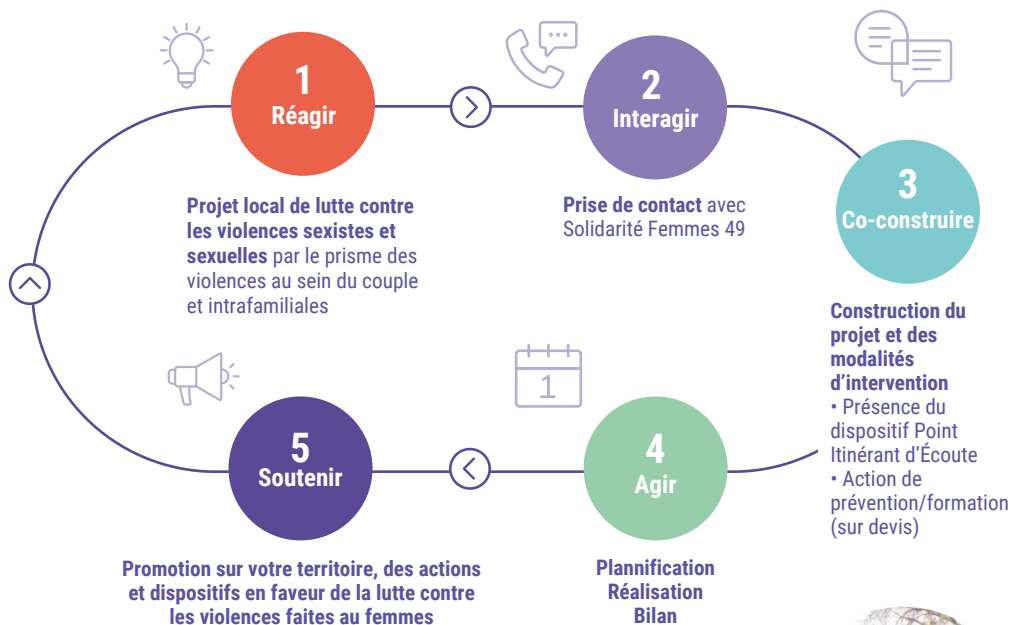 1
Réagir
Projet local de lutte contre
les violences sexistes et
sexuelles par le prisme des
violences au sein du couple
et intrafamiliales
2
Interagir
Prise de contact avec
Solidarité Femmes 49
3
Co-construire
Construction du
projet et des
modalités
d’intervention
• Présence du
dispositif Point
Itinérant d’Écoute
• Action de
prévention/formation
(sur devis)
1
4
Agir
Plannification
Réalisation
Bilan
5
Soutenir
Promotion sur votre territoire, des actions
et dispositifs en faveur de la lutte contre
les violences faites au femmes